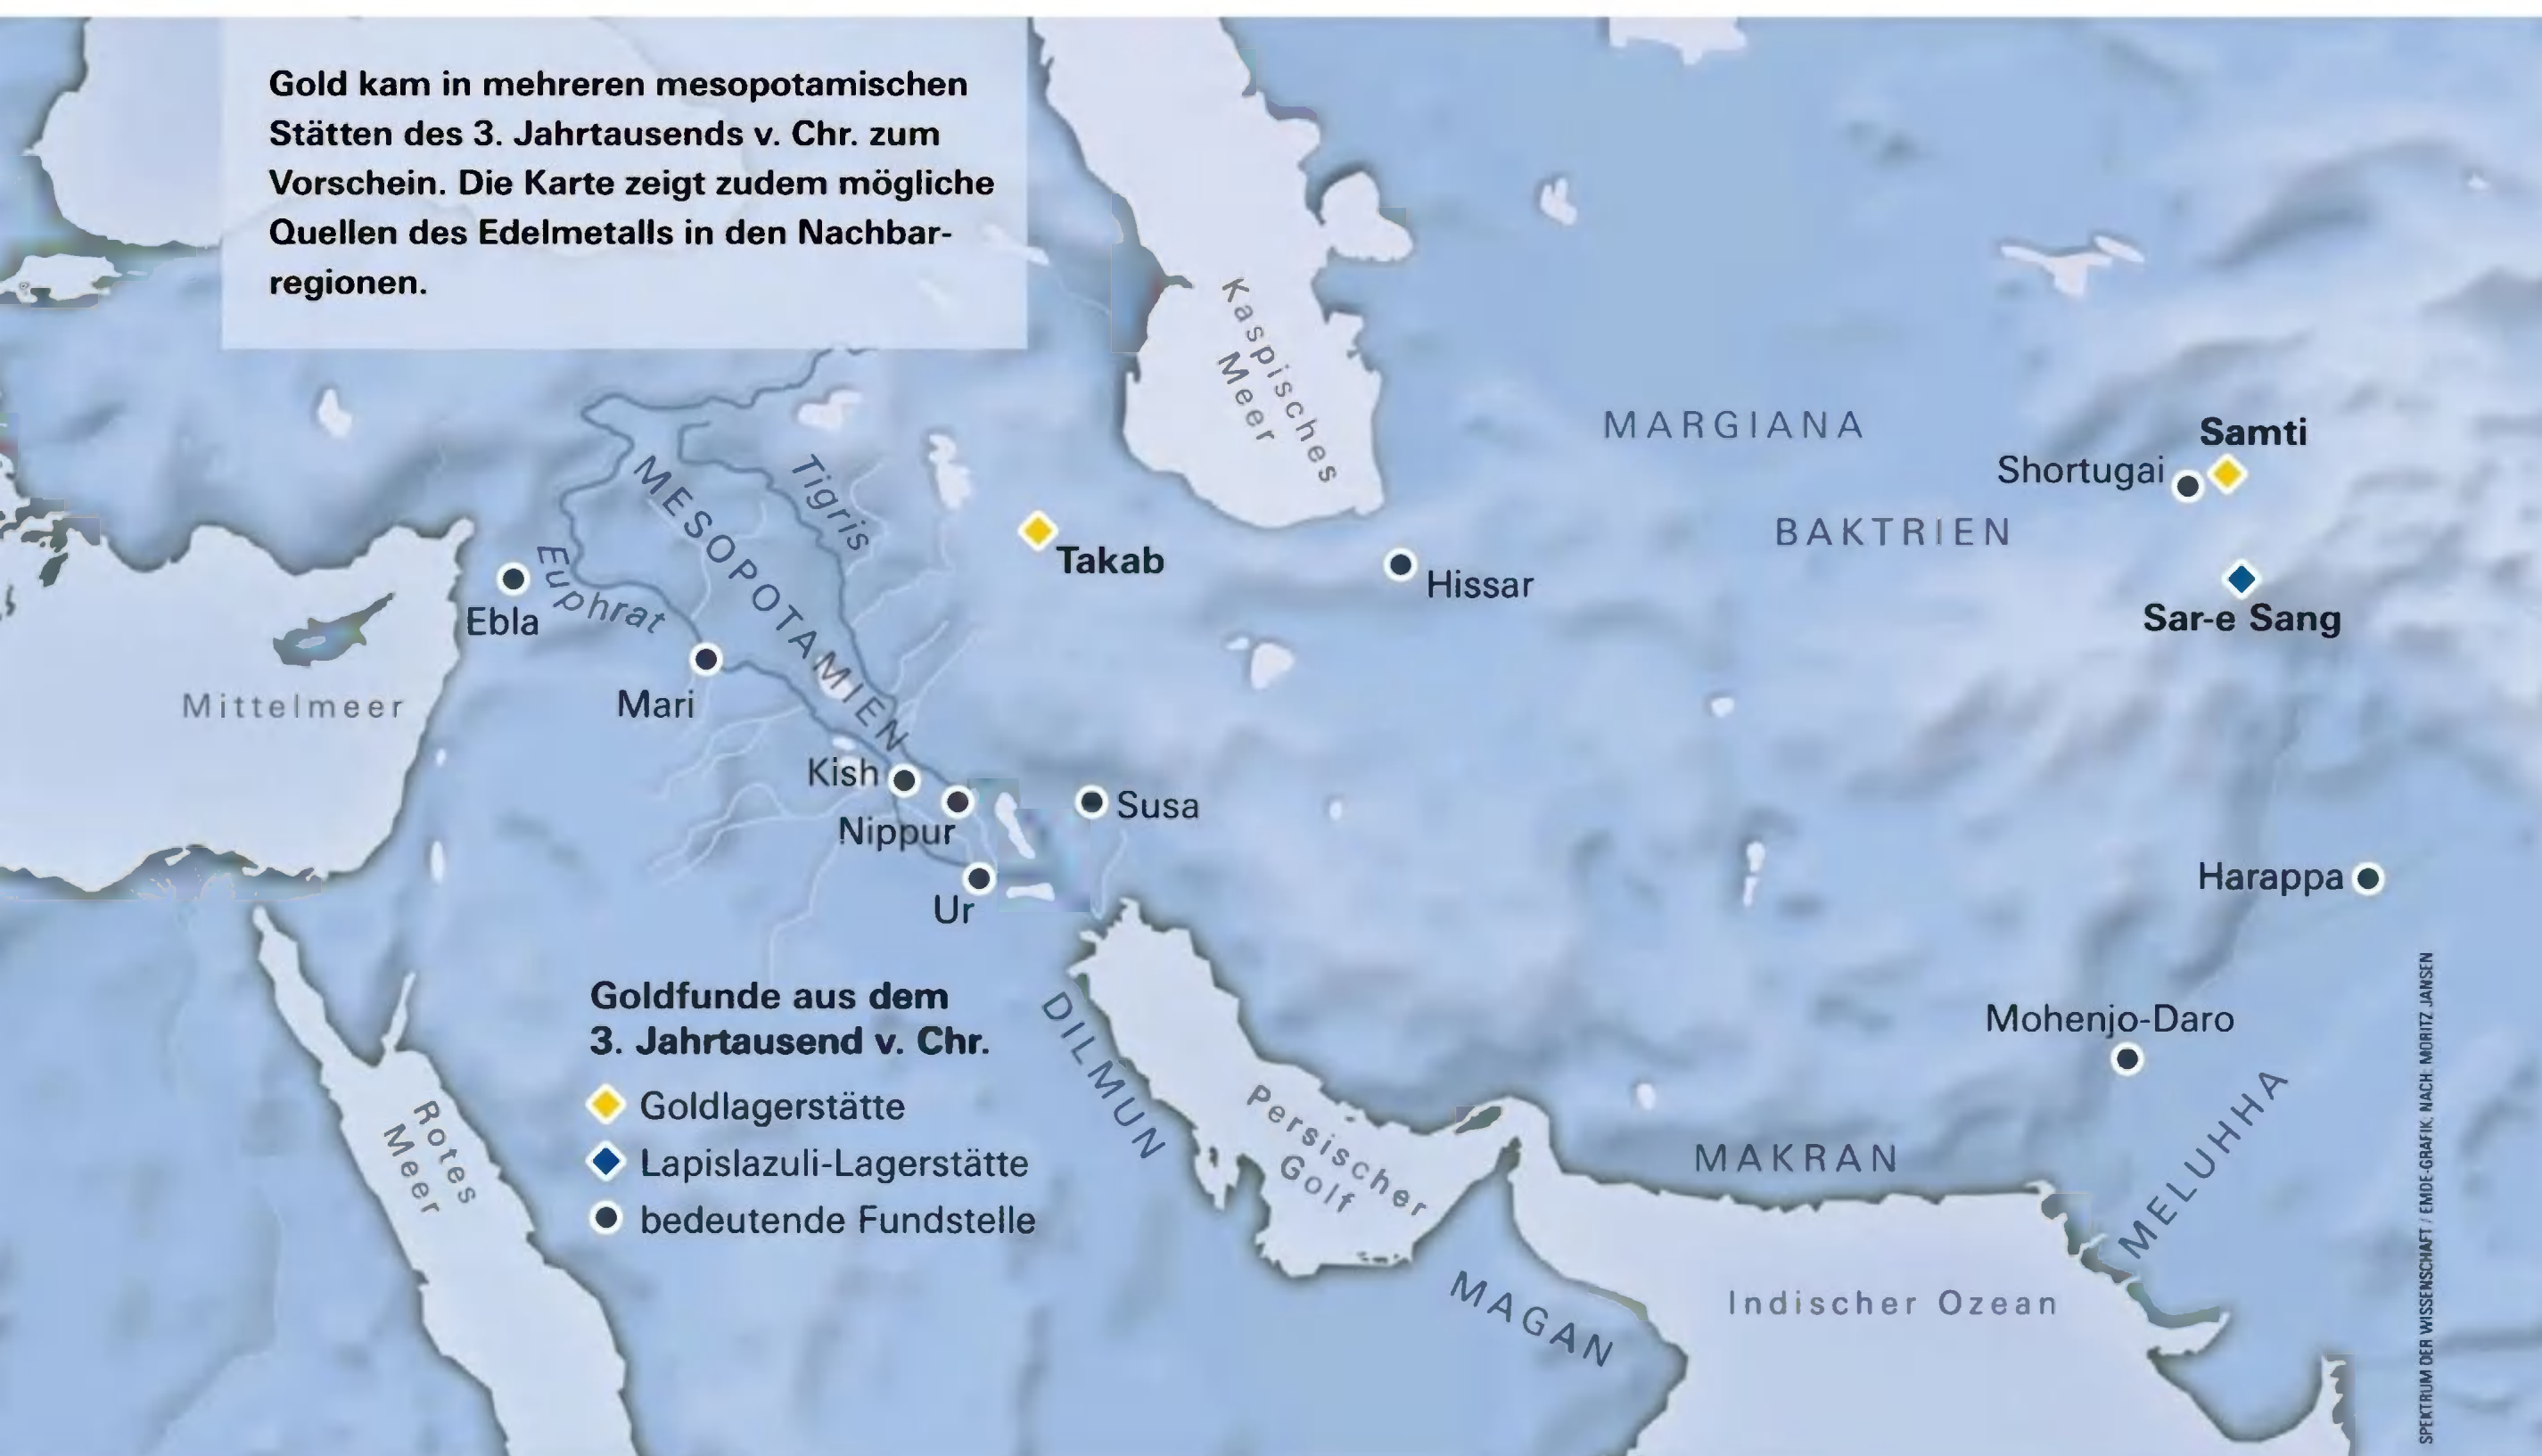 Gold kam in mehreren mesopotamischen
Stätten des 3. Jahrtausends v. Chr. zum
Vorschein. Die Karte zeigt zudem mögliche
Quellen des Edelmetalls in den Nachbar-
regionen.
Kaspisches
Meer
MARGIANA
Samti
Shortugai
BAKTRIEN
Sar-e Sang
Tigris
MESOPOTAMIEN
Takab
Hissar
Euphrat
Ebla
Mari
Mittelmeer
Kish
Nippur
Susa
Ur
Harappa
Goldfunde aus dem
3. Jahrtausend v. Chr.
Goldlagerstätte
Lapislazuli-Lagerstätte
bedeutende Fundstelle
DILMUN
Mohenjo-Daro
Rotes
Meer
Persischer
Golf
MAKRAN
MELUHHA
MAGAN
Indischer Ozean
SPEKTRUM DER WISSENSCHAFT / EMDE-GRAFIK, NACH: MORITZ JANSEN